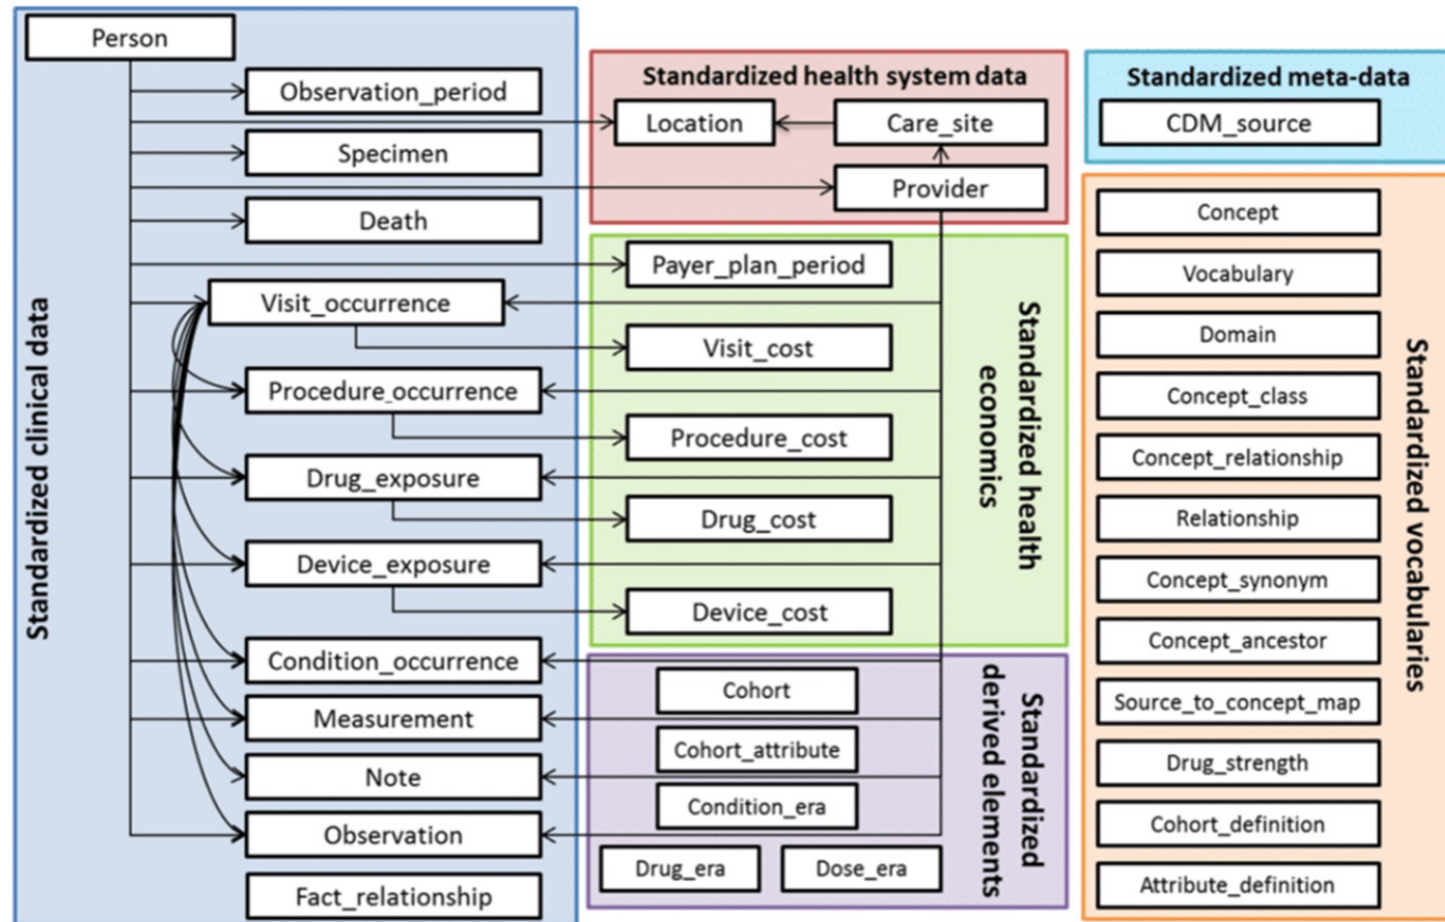 Person
Observation_period
Specimen
Death
Visit_occurrence
Procedure_occurrence
Drug_exposure
Device_exposure
Condition_occurrence
Measurement
Note
Observation
Fact_relationship
Standardized clinical data
Standardized health system data
Location
Care_site
Provider
Payer_plan_period
Visit_cost
Procedure_cost
Drug_cost
Device_cost
Standardized health
economics
Cohort
Cohort_attribute
Condition_era
Drug_era
Dose_era
Standardized
derived elements
Standardized meta-data
CDM_source
Concept
Vocabulary
Domain
Concept_class
Concept_relationship
Relationship
Concept_synonym
Concept_ancestor
Source_to_concept_map
Drug_strength
Cohort_definition
Attribute_definition
Standardized vocabularies